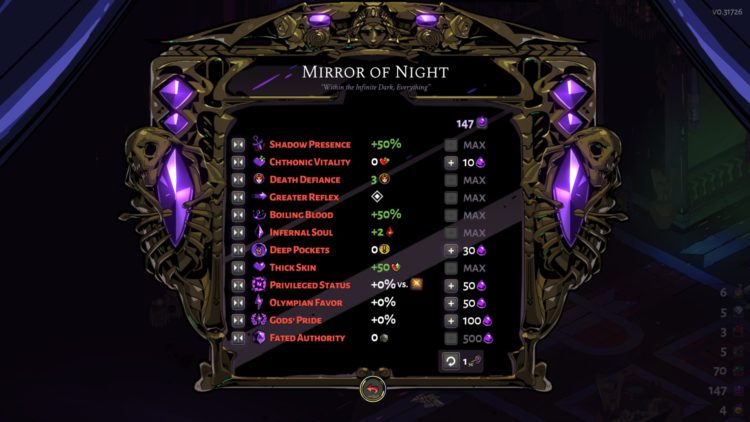 v0.31726
Mirror of Night
"Within the Infinite Dark, Everything"
147
Shadow Presence +50% MAX
Chthonic Vitality 0 + 10
Death Defiance 3 MAX
Greater Reflex MAX
Boiling Blood +50% MAX
Infernal Soul +2 MAX
Deep Pockets 0 + 30
Thick Skin +50 MAX
Privileged Status +0% vs. + 50
Olympian Favor +0% + 50
Gods' Pride +0% + 100
Fated Authority 0 500
1
6
5
3
5
70
147
4